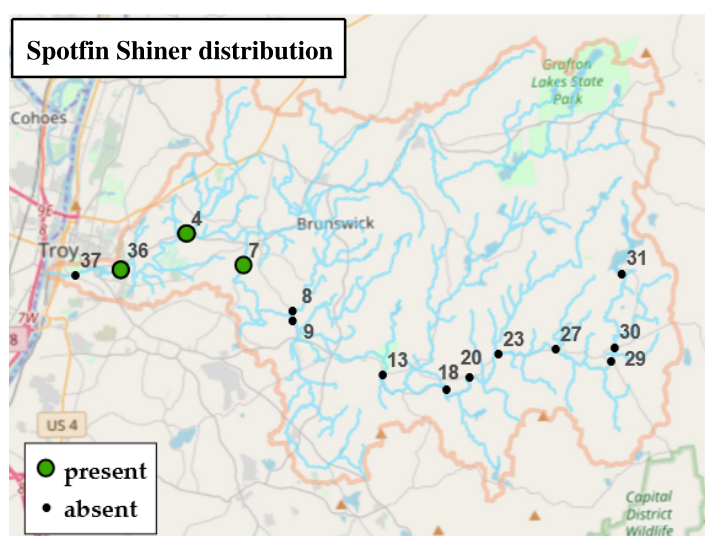 Spotfin Shiner distribution
Grafton
Lakes State
Park
Cohoes
9E
4
Brunswick
Troy
36
7
37
31
8
7W
9
30
8
23
27
29
13
20
18
US 4
present
absent
Capital
District
Wildlife